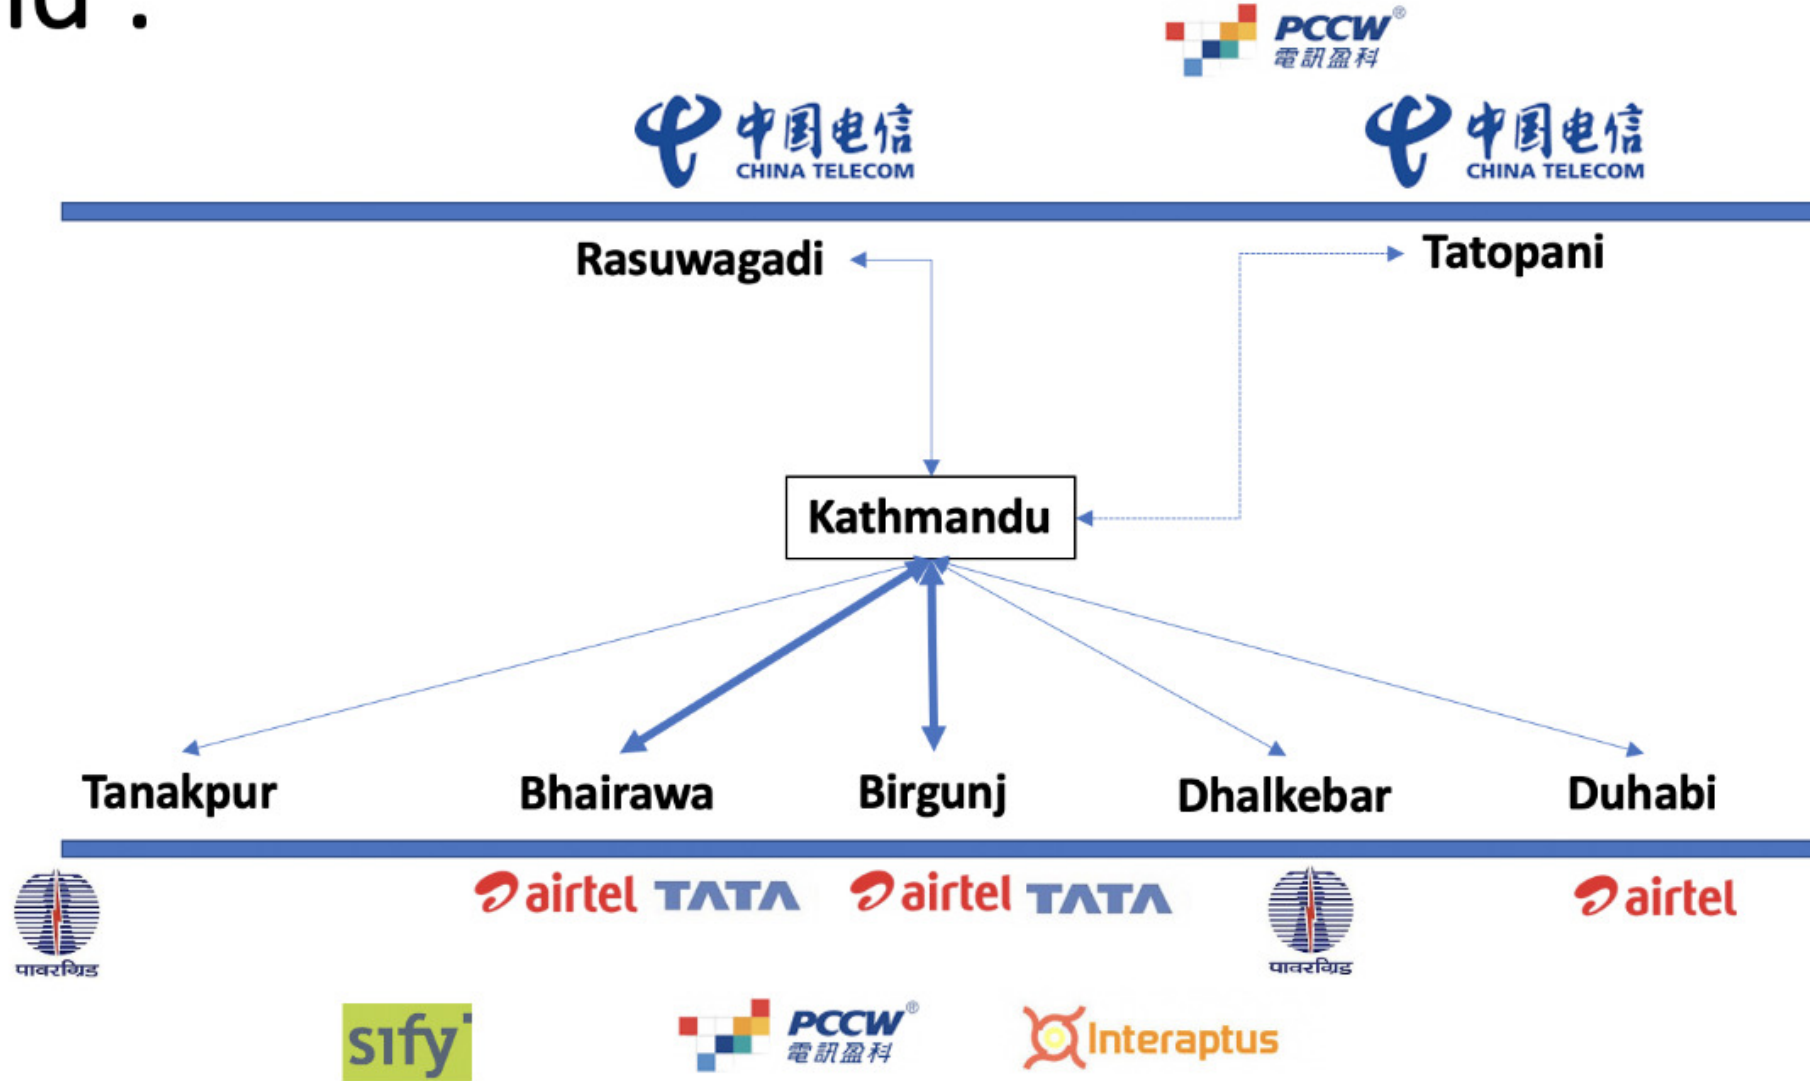 PCCW®
電訊盈科
中国电信
CHINA TELECOM
中国电信
CHINA TELECOM
Rasuwagadi
Tatopani
Kathmandu
Tanakpur
Bhairawa
Birgunj
Dhalkebar
Duhabi
airtel TATA
airtel TATA
airtel
पावरग्रिड
पावरग्रिड
sify
PCCW®
電訊盈科
Interaptus